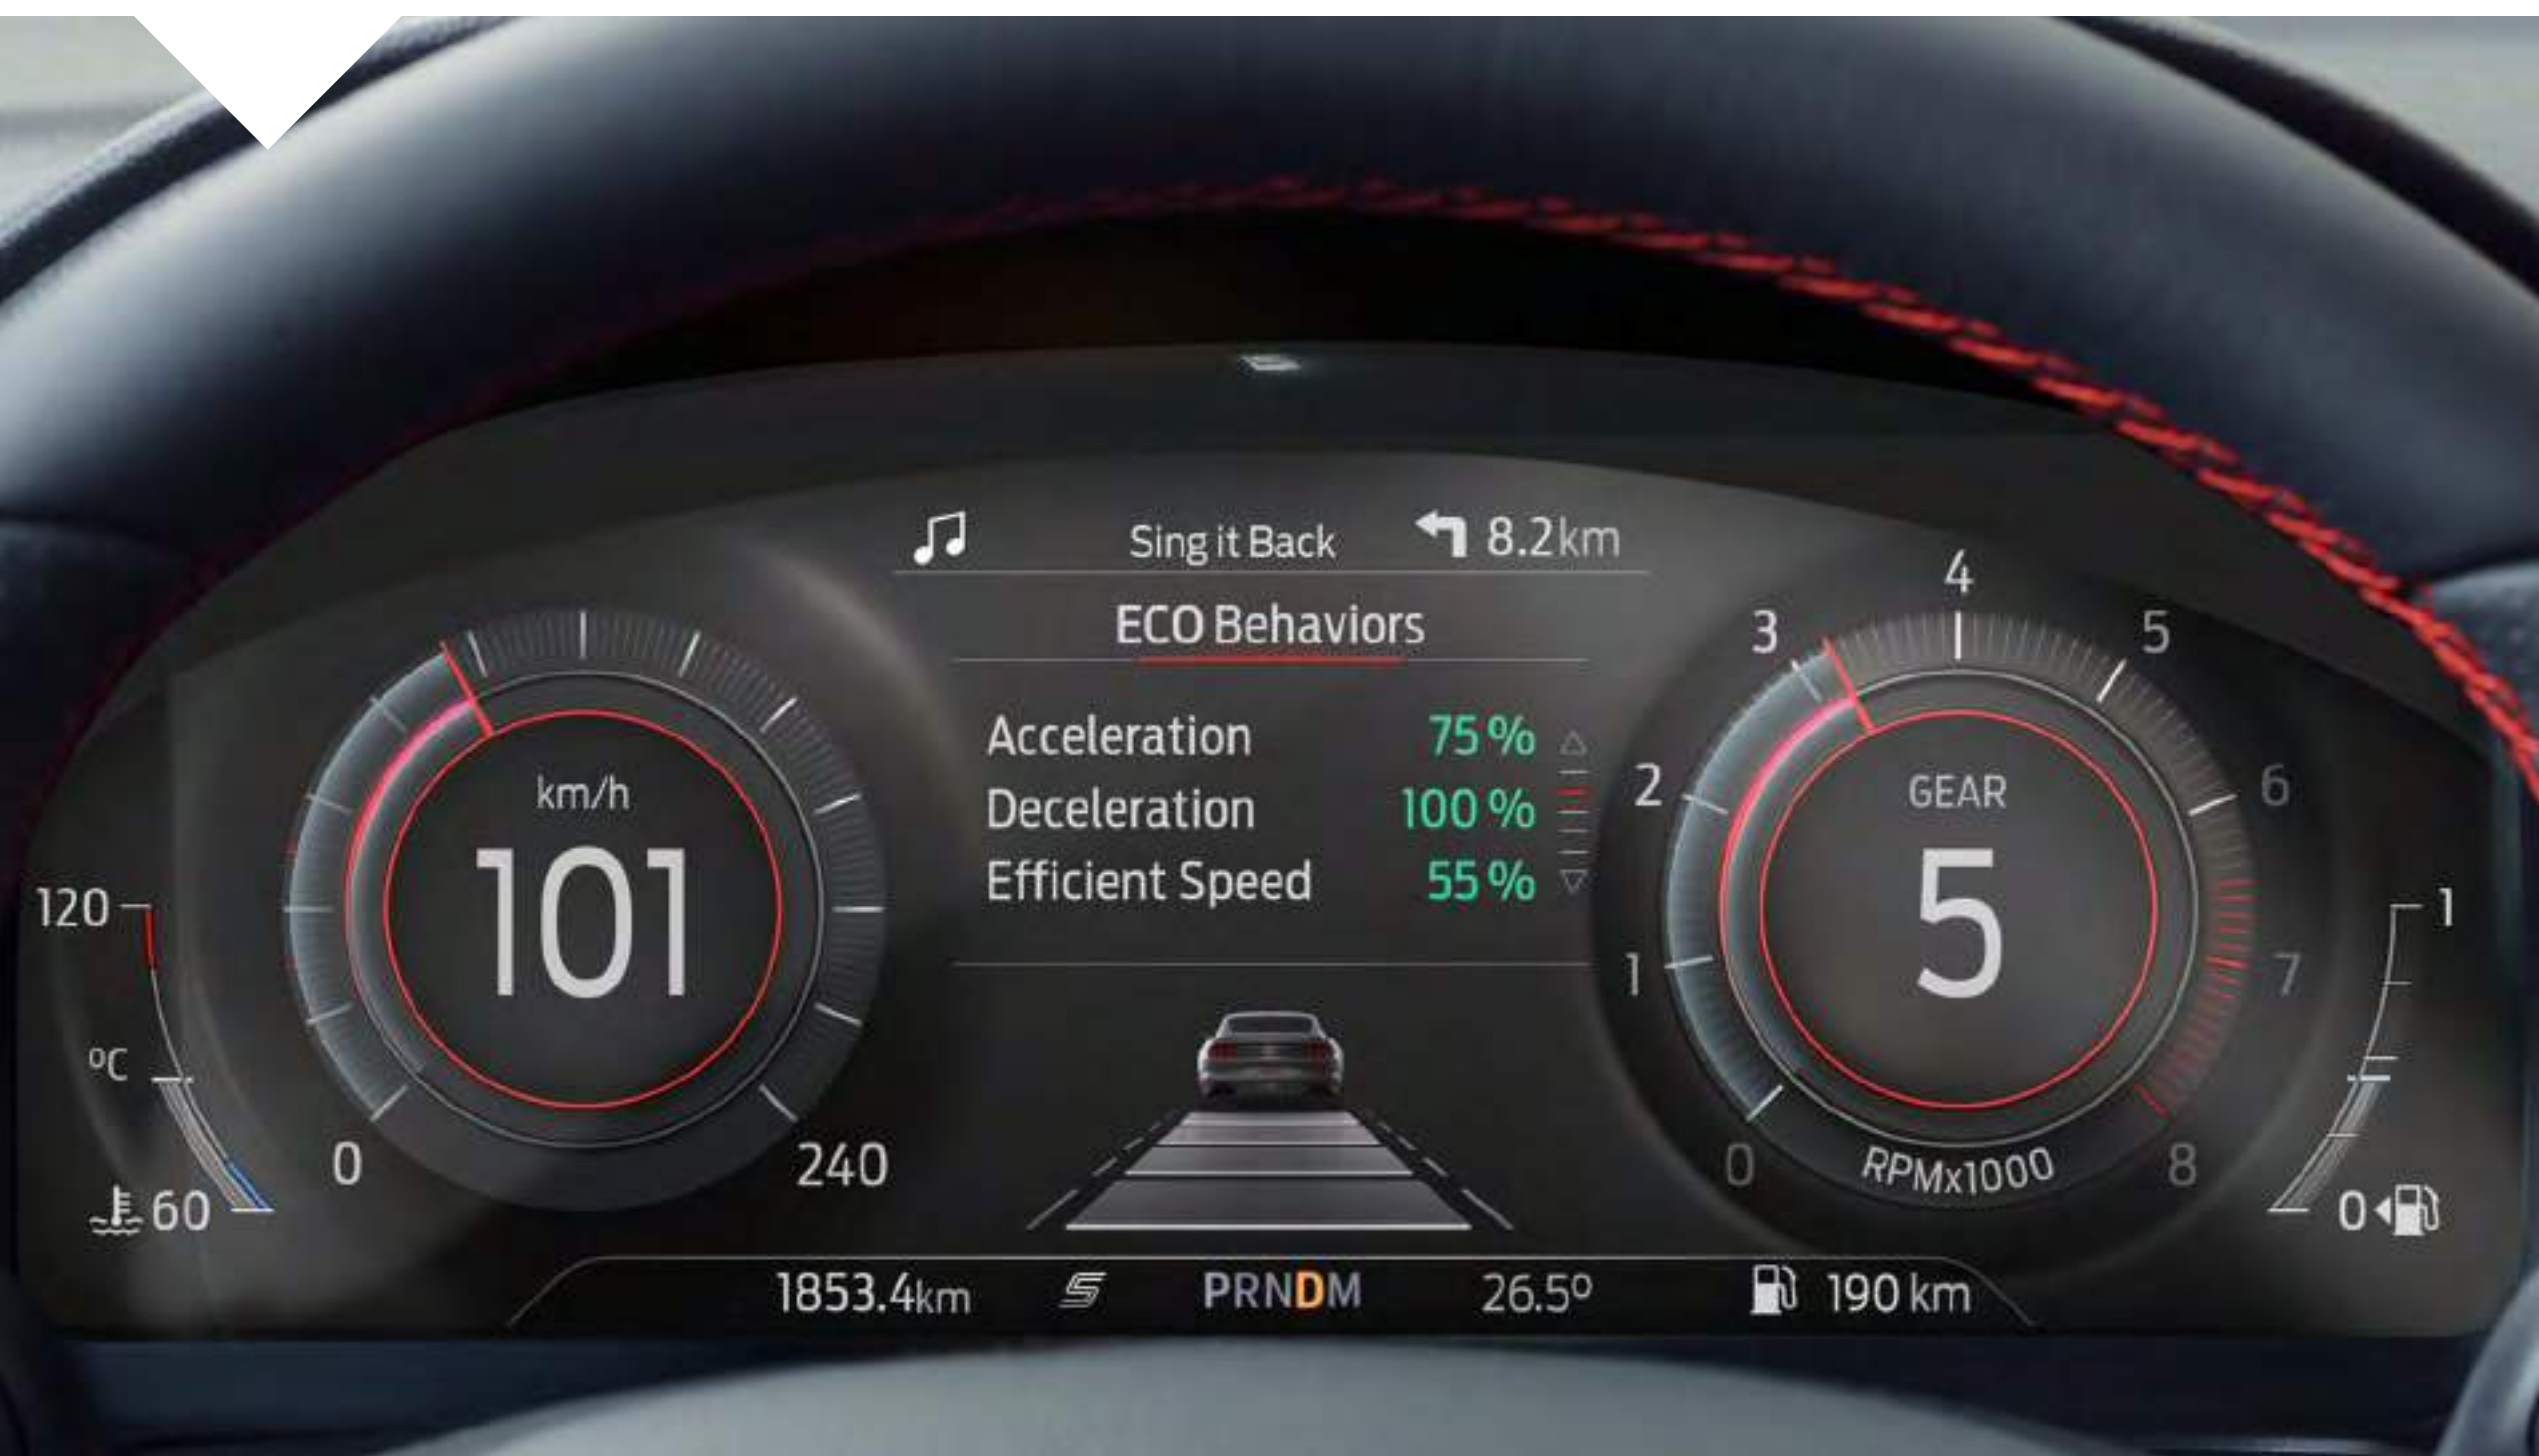 Sing it Back 8.2km
ECO Behaviors
Acceleration 75%
Deceleration 100%
Efficient Speed 55%
km/h
101
0
240
120
ºC
60
GEAR
5
0
1
2
3
4
5
6
7
8
RPMx1000
1
0
1853.4km S PRNDM 26.5º 190 km